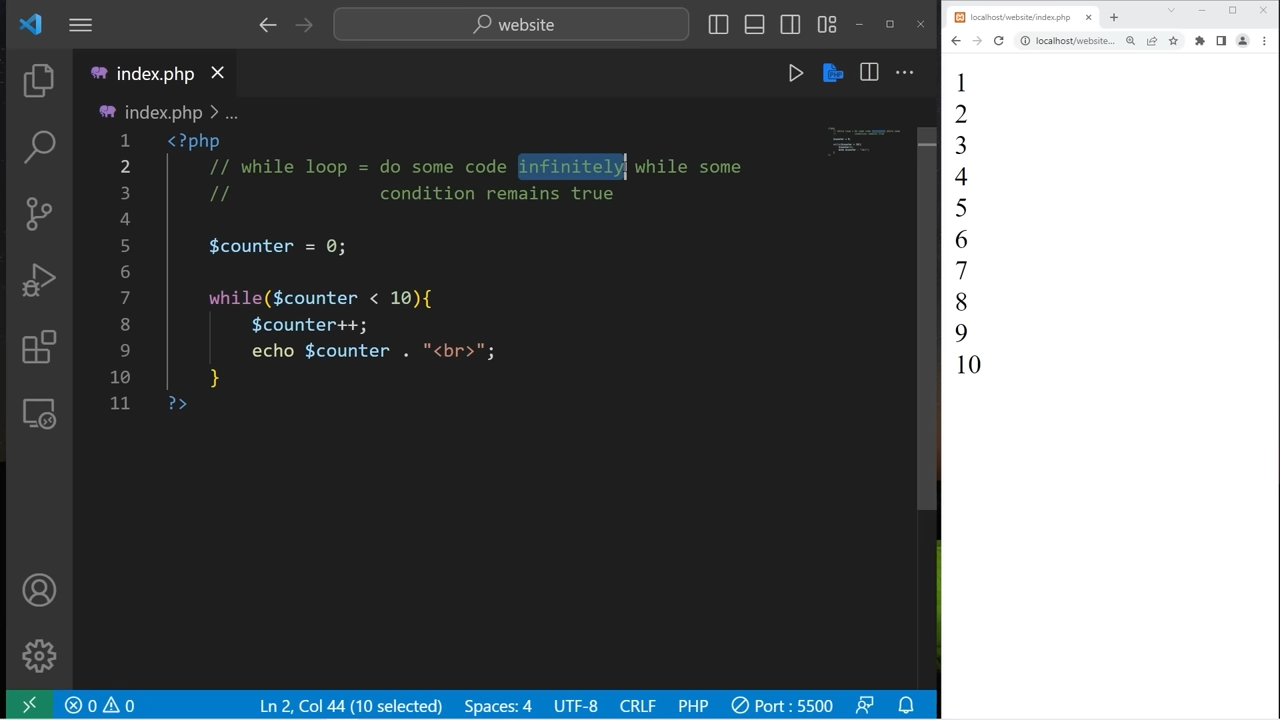 website
index.php
index.php > ...
1 <?php
2 // while loop = do some code infinitely while some
3 // condition remains true
4
5 $counter = 0;
6
7 while($counter < 10){
8 $counter++;
9 echo $counter . "<br>";
10 }
11 ?>
0 0 Ln 2, Col 44 (10 selected) Spaces: 4 UTF-8 CRLF PHP Port : 5500
localhost/website/index.php
localhost/website...
1
2
3
4
5
6
7
8
9
10